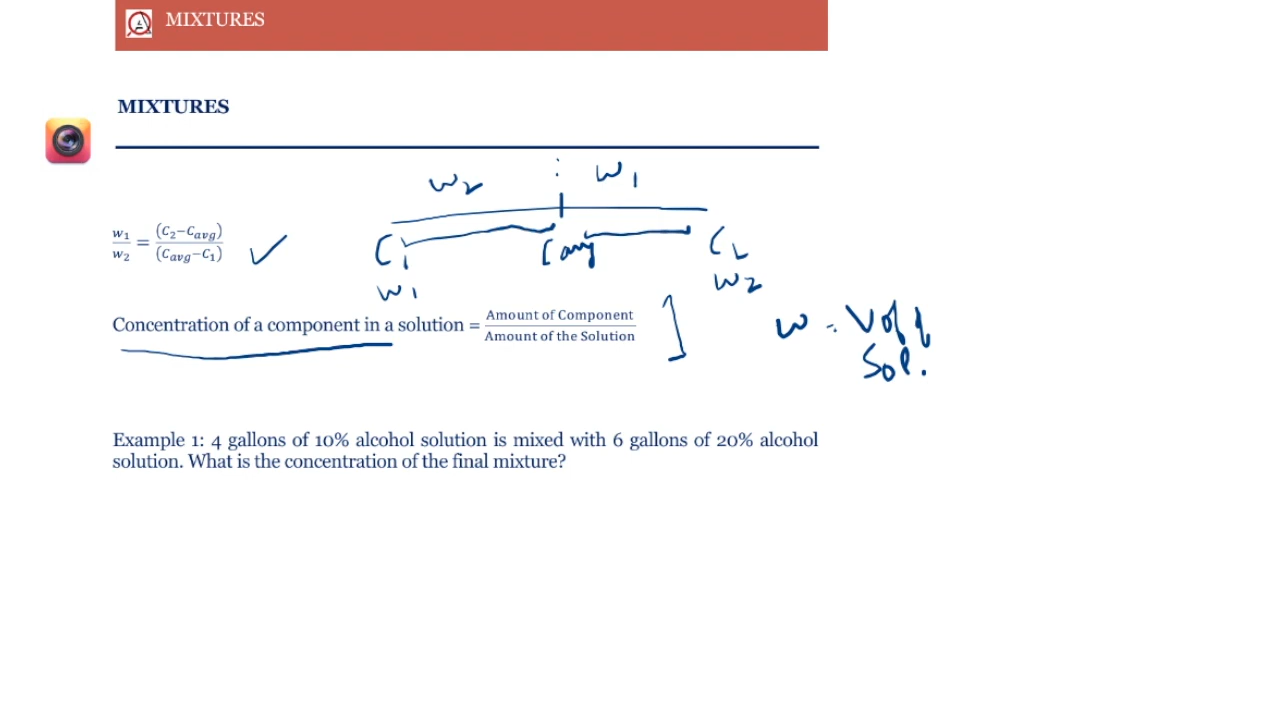 MIXTURES
MIXTURES
w₂ : w₁
w₁/w₂ = (C₂−Cavg)/(Cavg−C₁)
C₁ Cavg C₂
w₁ w₂
Concentration of a component in a solution = Amount of Component/Amount of the Solution
w = Vol of
Sol.
Example 1: 4 gallons of 10% alcohol solution is mixed with 6 gallons of 20% alcohol
solution. What is the concentration of the final mixture?